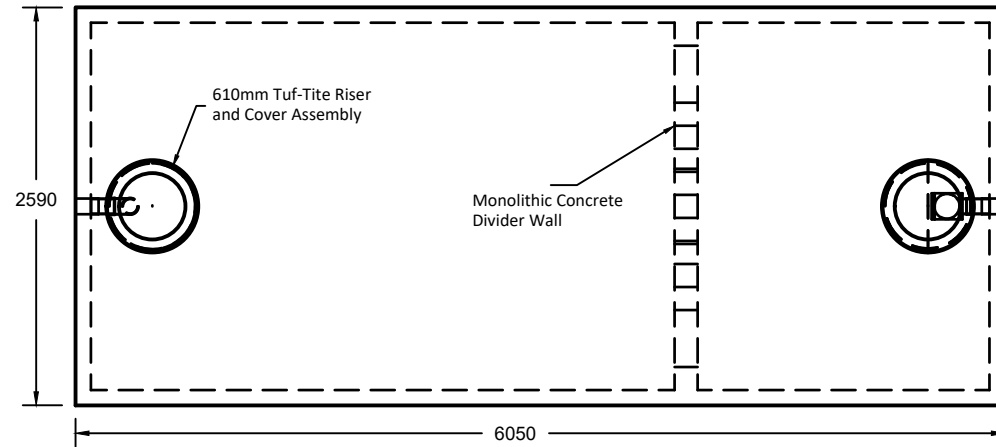 610mm Tuf-Tite Riser
and Cover Assembly
2590
Monolithic Concrete
Divider Wall
6050